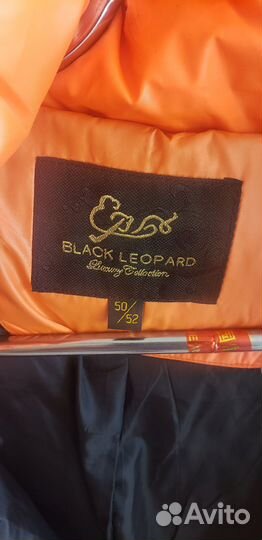 BLACK LEOPARD
Luxury Collection
50/
/52
Avito